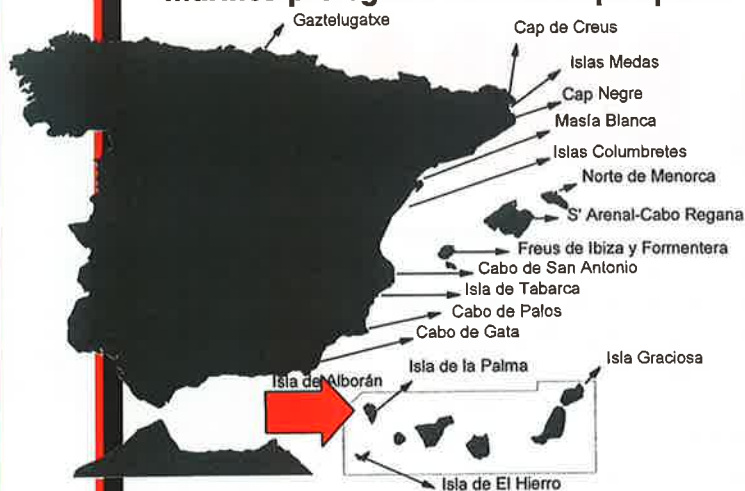 Gaztelugatxe
Cap de Creus
Islas Medas
Cap Negre
Masía Blanca
Islas Columbretes
Norte de Menorca
S' Arenal-Cabo Regana
Freus de Ibiza y Formentera
Cabo de San Antonio
Isla de Tabarca
Cabo de Palos
Cabo de Gata
Isla de Alborán
Isla de la Palma
Isla Graciosa
Isla de El Hierro